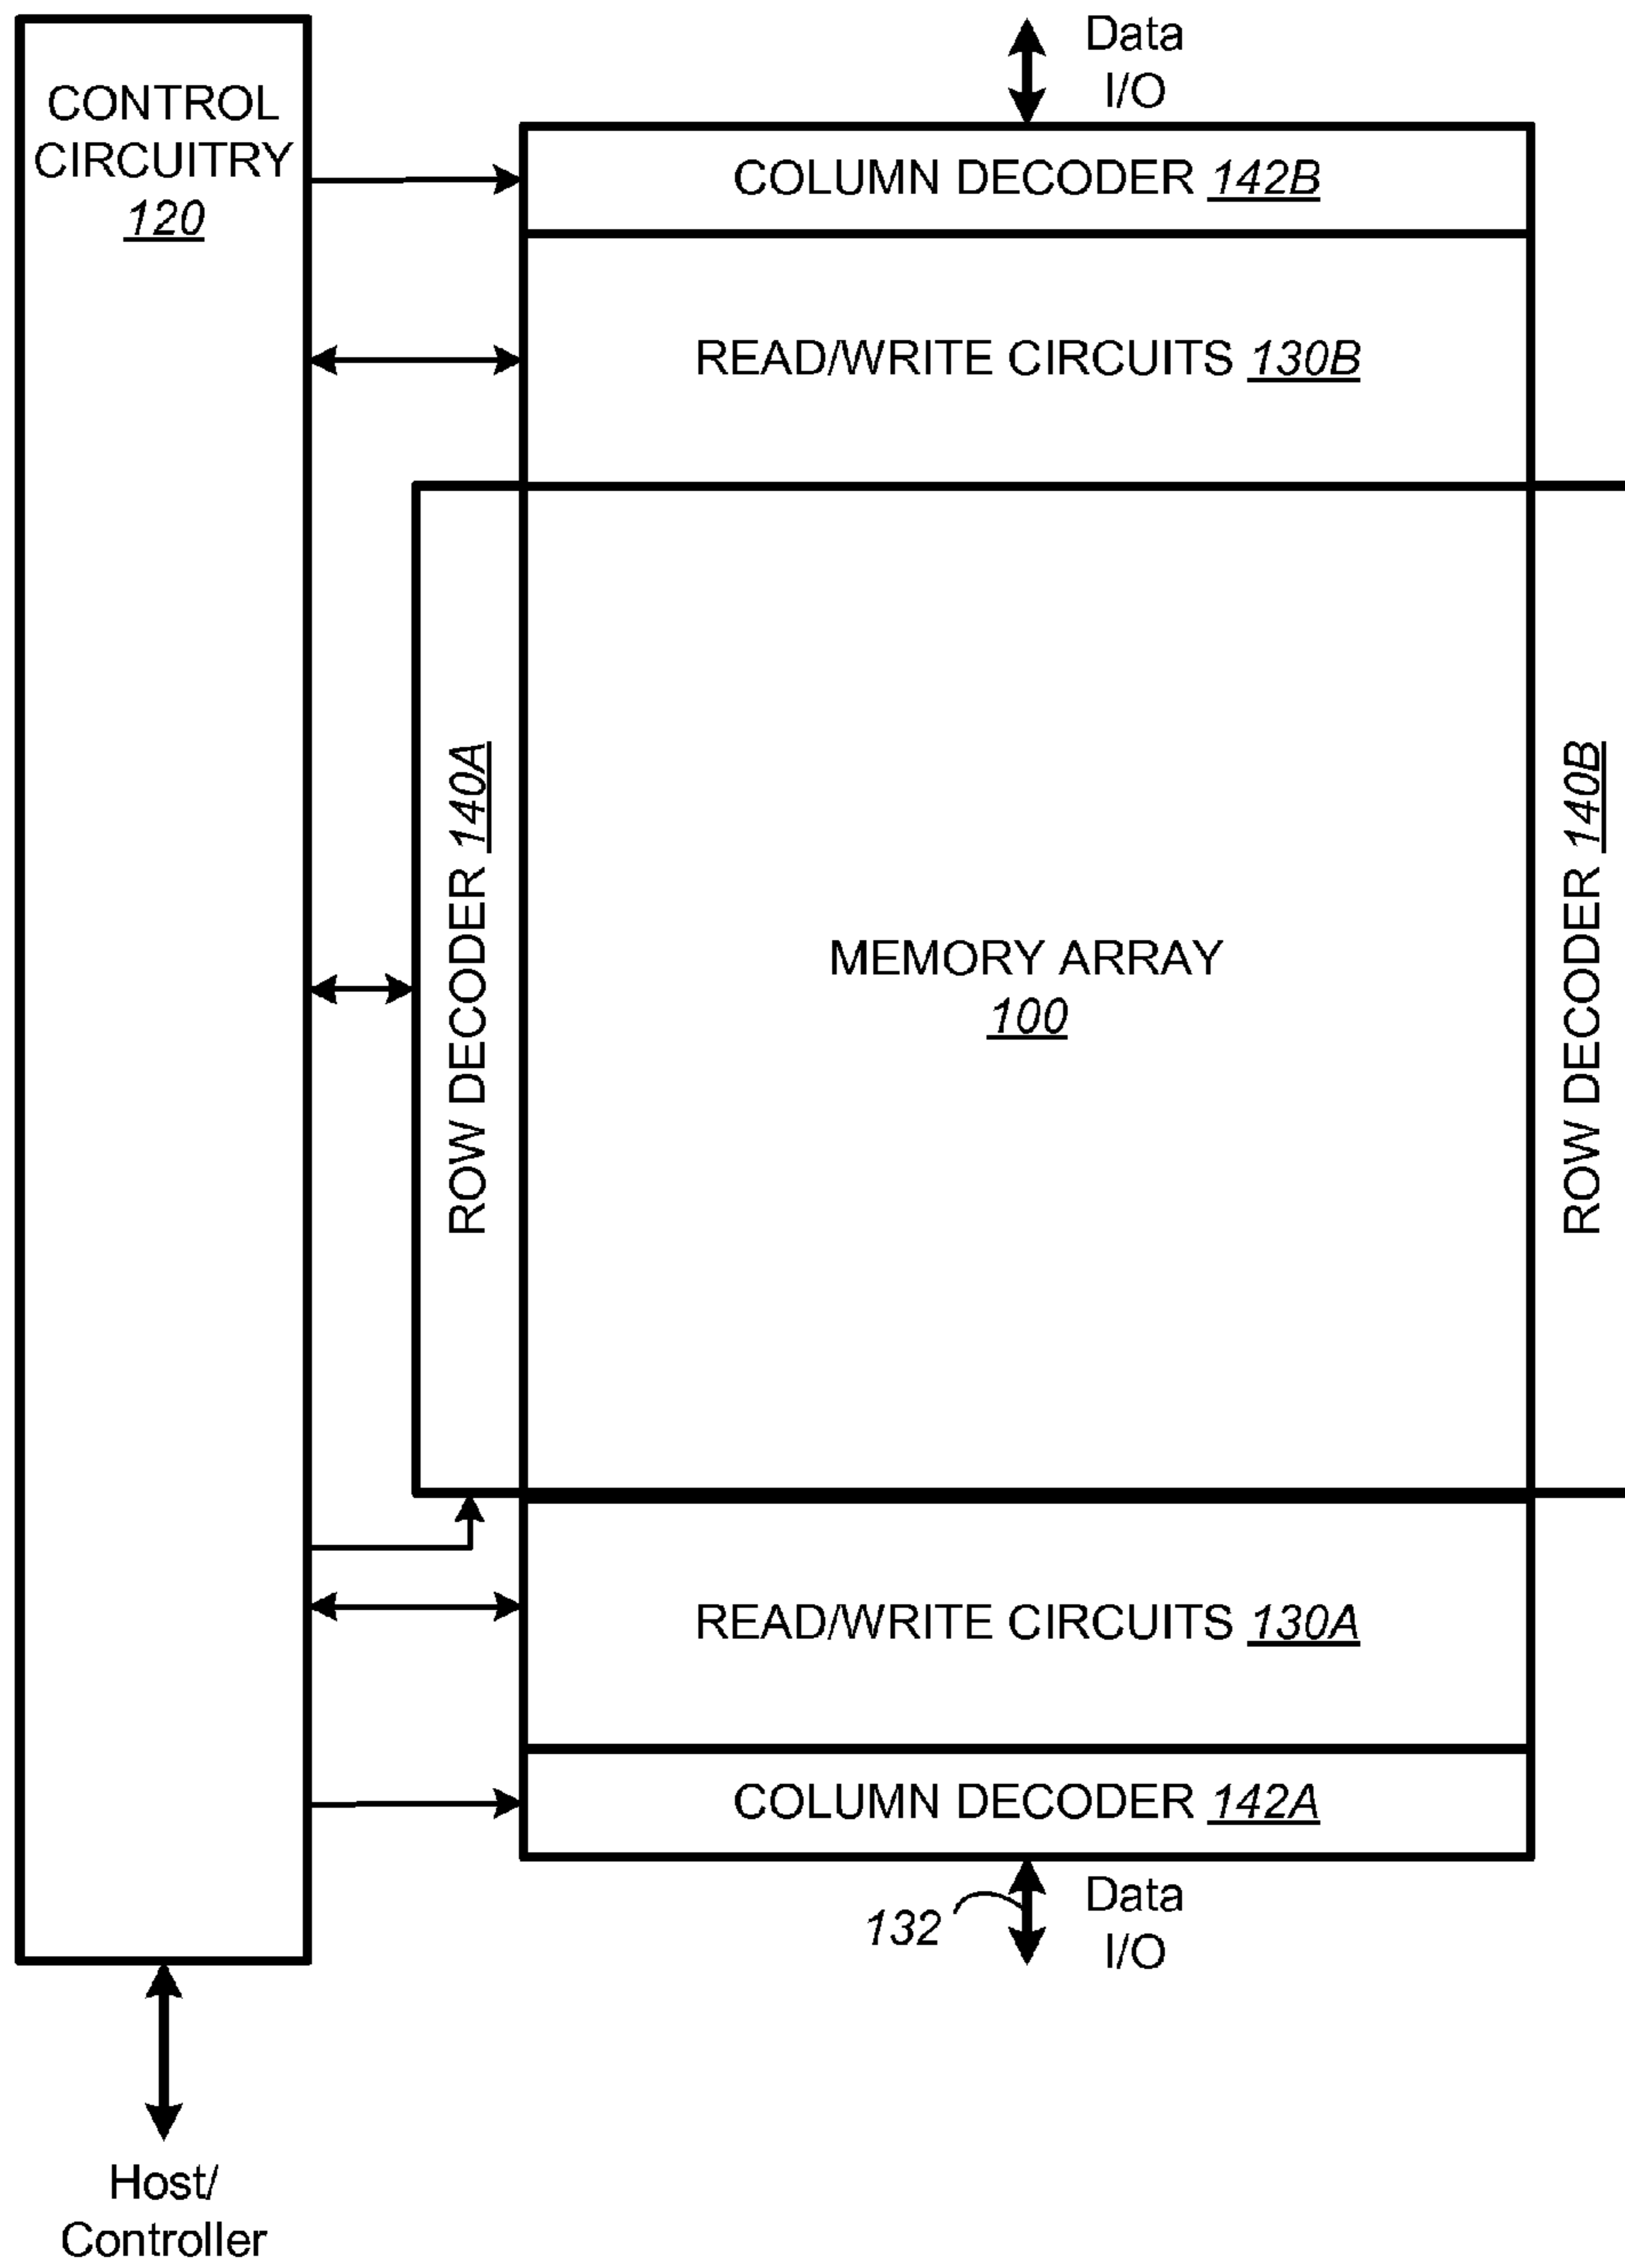 Data
I/O
CONTROL
CIRCUITRY
120
COLUMN DECODER 142B
READ/WRITE CIRCUITS 130B
ROW DECODER 140A
MEMORY ARRAY
100
ROW DECODER 140B
READ/WRITE CIRCUITS 130A
COLUMN DECODER 142A
132
Data
I/O
Host/
Controller